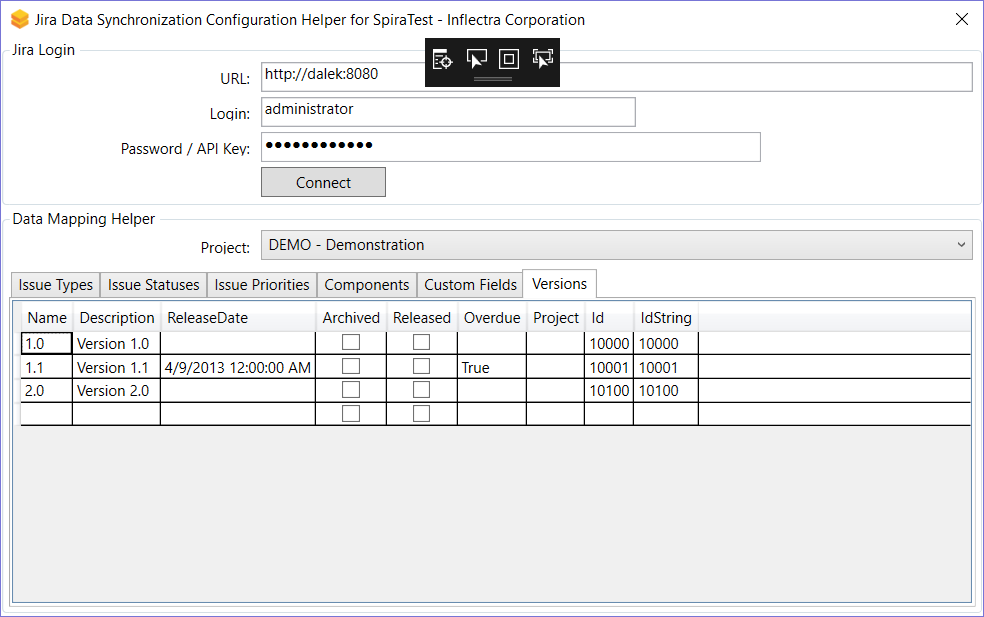 Jira Data Synchronization Configuration Helper for SpiraTest - Inflectra Corporation
Jira Login
URL: http://dalek:8080
Login: administrator
Password / API Key: ●●●●●●●●●●●●
Connect
Data Mapping Helper
Project: DEMO - Demonstration
Issue Types Issue Statuses Issue Priorities Components Custom Fields Versions
Name Description ReleaseDate Archived Released Overdue Project Id IdString
1.0 Version 1.0 10000 10000
1.1 Version 1.1 4/9/2013 12:00:00 AM True 10001 10001
2.0 Version 2.0 10100 10100